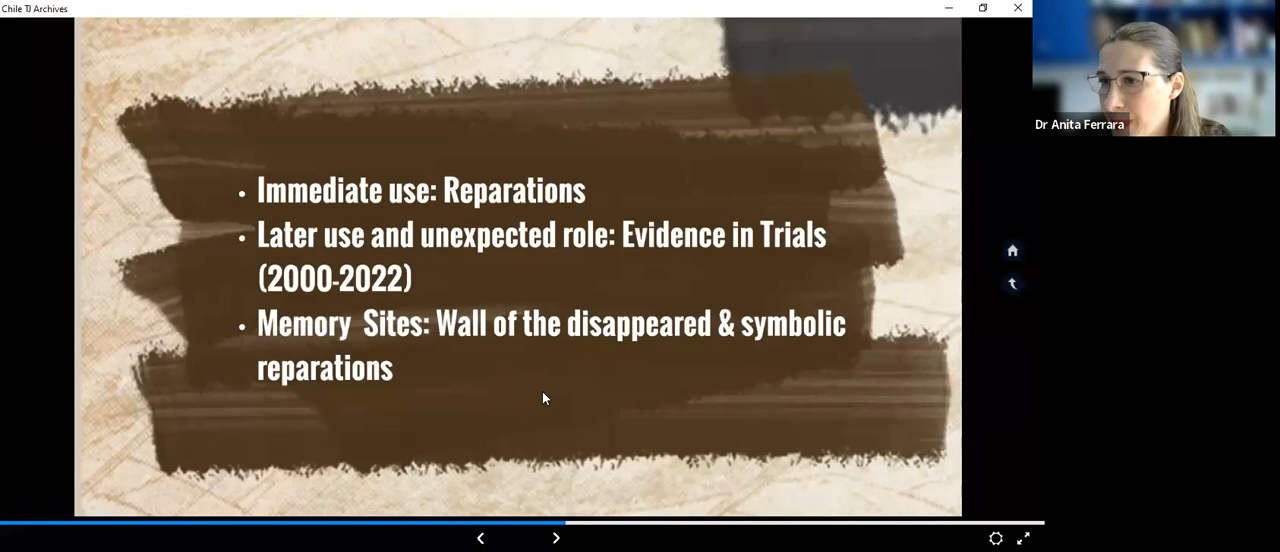 Chile TJ Archives
Dr Anita Ferrara
• Immediate use: Reparations
• Later use and unexpected role: Evidence in Trials
(2000-2022)
• Memory Sites: Wall of the disappeared & symbolic
reparations